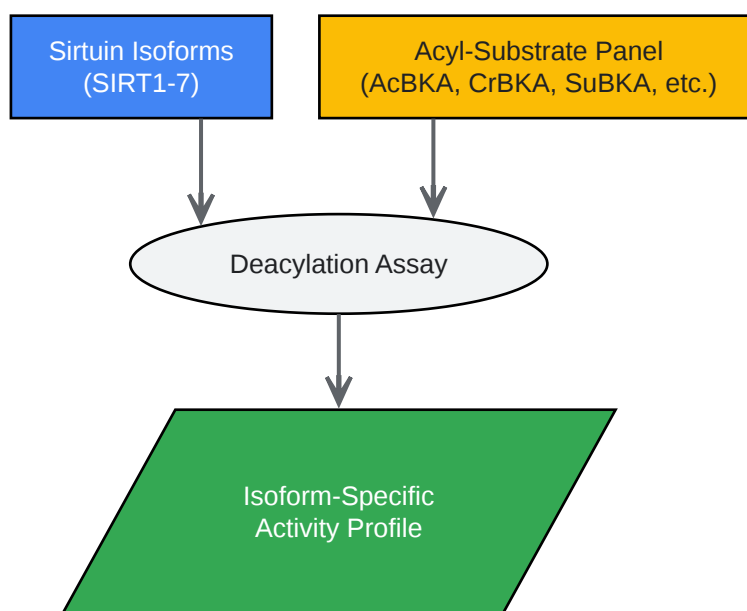 Sirtuin Isoforms
(SIRT1-7)
Acyl-Substrate Panel
(AcBKA, CrBKA, SuBKA, etc.)
Deacylation Assay
Isoform-Specific
Activity Profile